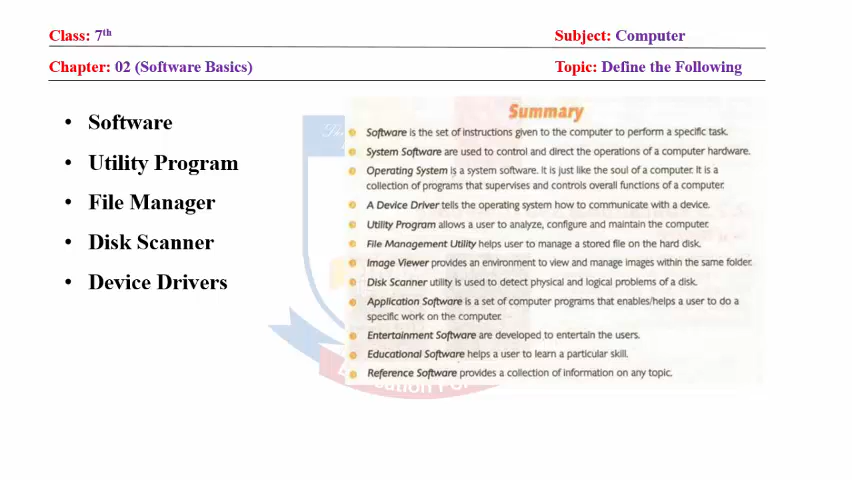 Class: 7th
Subject: Computer
Chapter: 02 (Software Basics)
Topic: Define the Following
• Software
• Utility Program
• File Manager
• Disk Scanner
• Device Drivers
Summary
Software is the set of instructions given to the computer to perform a specific task.
System Software are used to control and direct the operations of a computer hardware.
Operating System is a system software. It is just like the soul of a computer. It is a
collection of programs that supervises and controls overall functions of a computer.
A Device Driver tells the operating system how to communicate with a device.
Utility Program allows a user to analyze, configure and maintain the computer.
File Management Utility helps user to manage a stored file on the hard disk.
Image Viewer provides an environment to view and manage images within the same folder.
Disk Scanner utility is used to detect physical and logical problems of a disk.
Application Software is a set of computer programs that enables/helps a user to do a
specific work on the computer.
Entertainment Software are developed to entertain the users.
Educational Software helps a user to learn a particular skill.
Reference Software provides a collection of information on any topic.